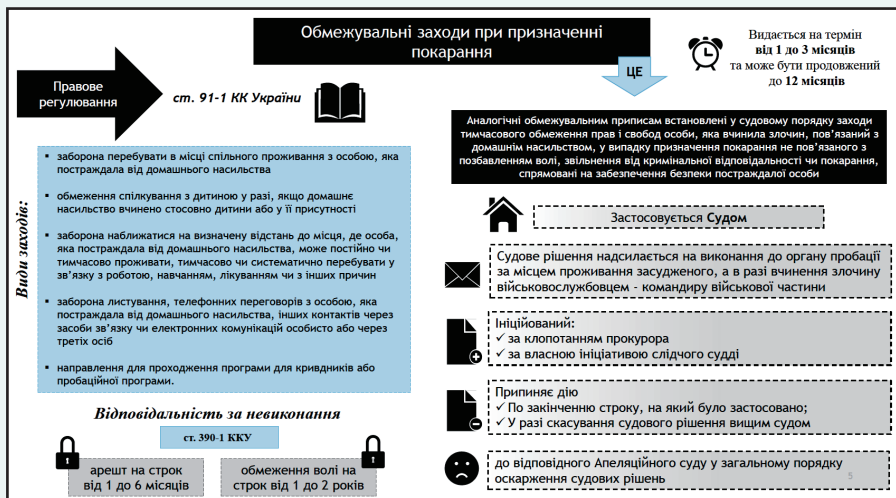 Обмежувальні заходи при призначенні
покарання
ЦЕ
Видається на термін
від 1 до 3 місяців
та може бути продовжений
до 12 місяців
Правове
регулювання
ст. 91-1 КК України
Аналогічні обмежувальним приписам встановлені у судовому порядку заходи
тимчасового обмеження прав і свобод особи, яка вчинила злочин, пов’язаний з
домашнім насильством, у випадку призначення покарання не пов’язаного з
позбавленням волі, звільнення від кримінальної відповідальності чи покарання,
спрямовані на забезпечення безпеки постраждалої особи
Види заходів:
▪ заборона перебувати в місці спільного проживання з особою, яка
постраждала від домашнього насильства
▪ обмеження спілкування з дитиною у разі, якщо домашнє
насильство вчинено стосовно дитини або у її присутності
▪ заборона наближатися на визначену відстань до місця, де особа,
яка постраждала від домашнього насильства, може постійно чи
тимчасово проживати, тимчасово чи систематично перебувати у
зв’язку з роботою, навчанням, лікуванням чи з інших причин
▪ заборона листування, телефонних переговорів з особою, яка
постраждала від домашнього насильства, інших контактів через
засоби зв’язку чи електронних комунікацій особисто або через
третіх осіб
▪ направлення для проходження програми для кривдників або
пробаційної програми.
Застосовується Судом
Судове рішення надсилається на виконання до органу пробації
за місцем проживання засудженого, а в разі вчинення злочину
військовослужбовцем - командиру військової частини
Ініційований:
✓ за клопотанням прокурора
✓ за власною ініціативою слідчого судді
Припиняє дію
✓ По закінченню строку, на який було застосовано;
✓ У разі скасування судового рішення вищим судом
до відповідного Апеляційного суду у загальному порядку
оскарження судових рішень
5
Відповідальність за невиконання
ст. 390-1 ККУ
арешт на строк
від 1 до 6 місяців
обмеження волі на
строк від 1 до 2 років